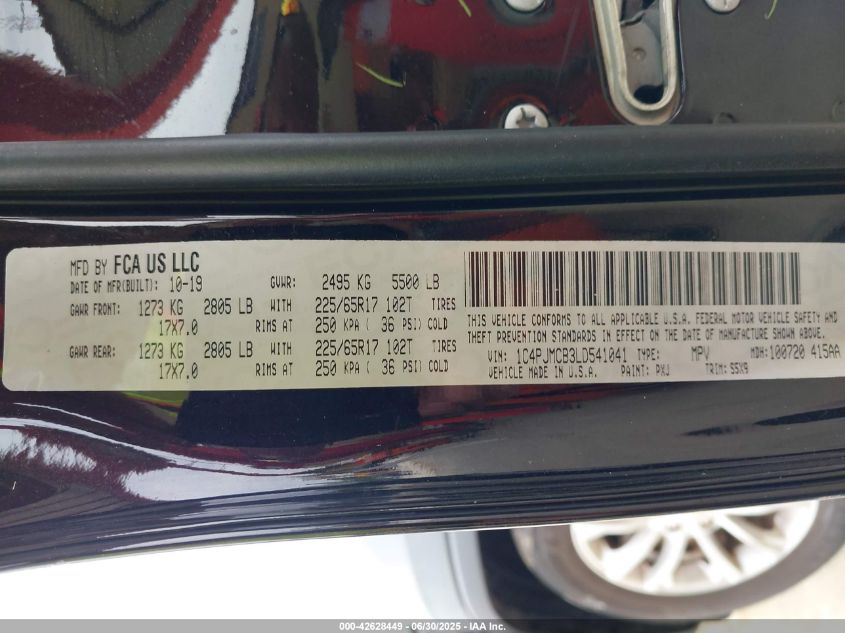 MFD BY FCA US LLC
DATE OF MFR(BUILT): 10-19 GVWR: 2495 KG 5500 LB
GAWR FRONT: 1273 KG 2805 LB WITH 225/65R17 102T TIRES
17X7.0 RIMS AT 250 KPA ( 36 PSI) COLD
GAWR REAR: 1273 KG 2805 LB WITH 225/65R17 102T TIRES
17X7.0 RIMS AT 250 KPA ( 36 PSI) COLD
THIS VEHICLE CONFORMS TO ALL APPLICABLE U.S.A. FEDERAL MOTOR VEHICLE SAFETY AND
THEFT PREVENTION STANDARDS IN EFFECT ON THE DATE OF MANUFACTURE SHOWN ABOVE.
VIN: 1C4PJMCB3LD541041 TYPE: MPV MDH: 100720 415AA
VEHICLE MADE IN U.S.A. PAINT: PXJ TRIM: S5X9
000-42628449 - 06/30/2025 - IAA Inc.